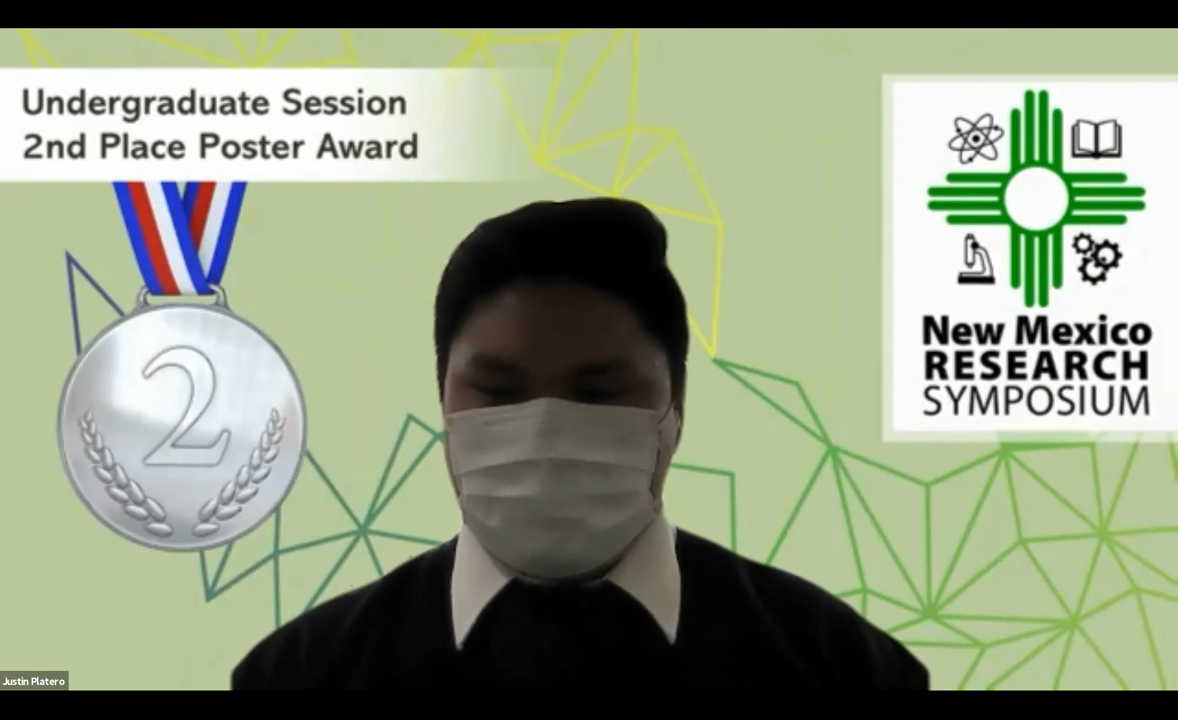 Undergraduate Session
2nd Place Poster Award
2
New Mexico
RESEARCH
SYMPOSIUM
Justin Platero